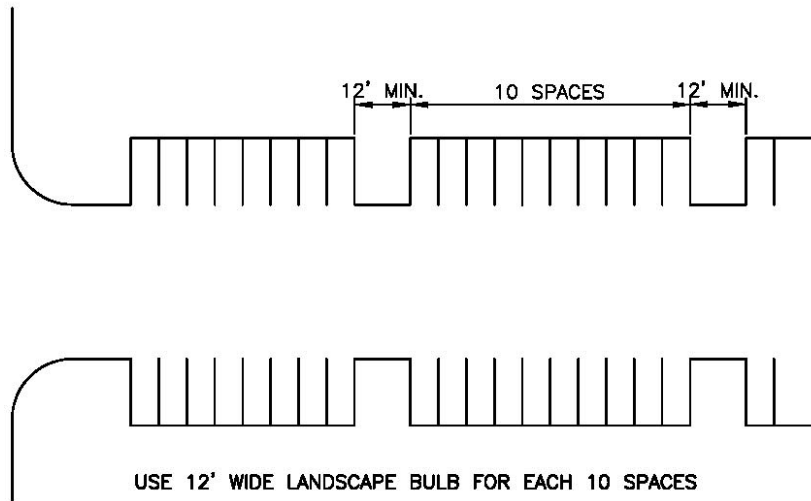 12' MIN. 10 SPACES 12' MIN.
USE 12' WIDE LANDSCAPE BULB FOR EACH 10 SPACES